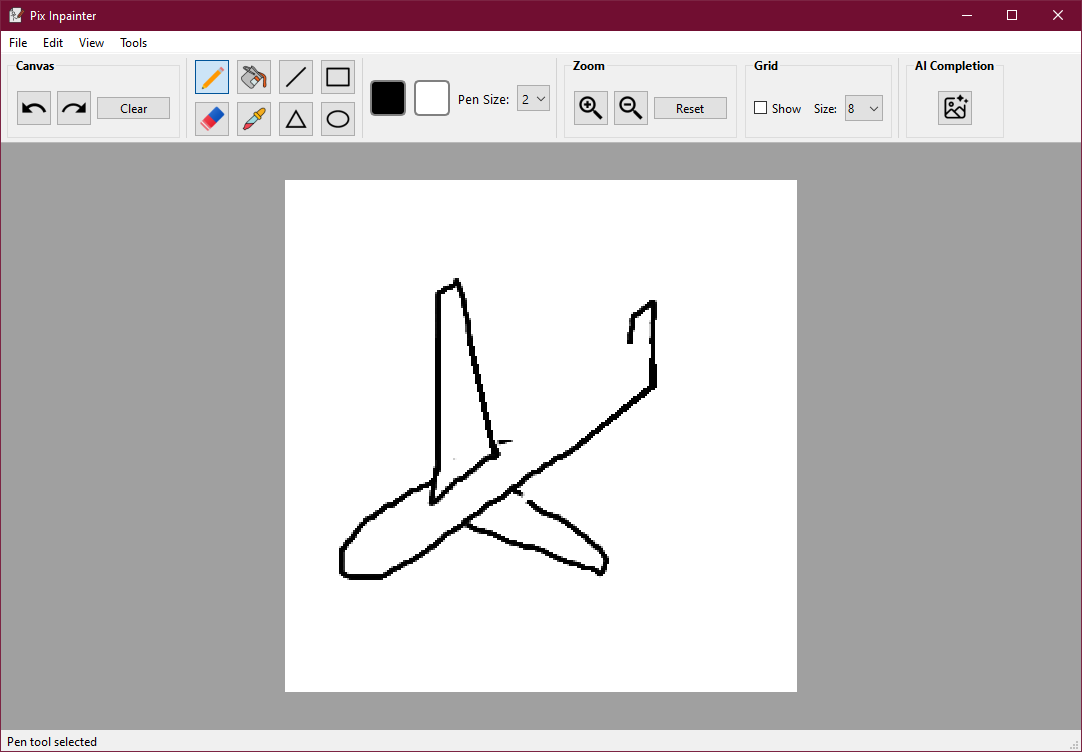 Pix Inpainter
File Edit View Tools
Canvas
Clear
Pen Size: 2
Zoom
Reset
Grid
Show Size: 8
AI Completion
Pen tool selected